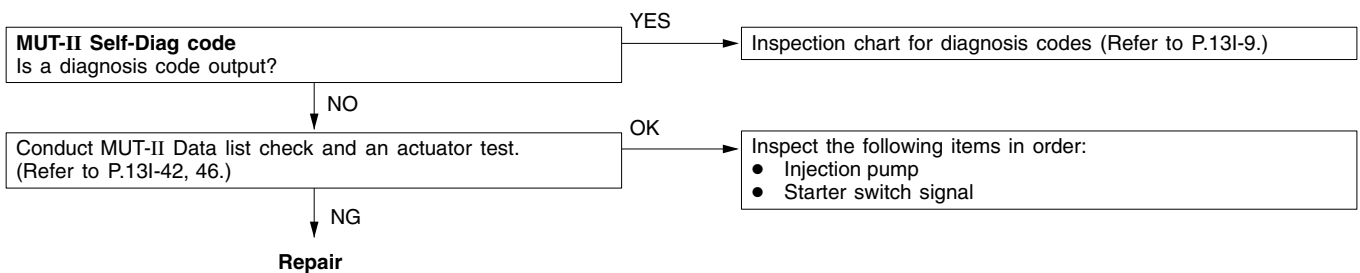 YES
MUT-II Self-Diag code
Is a diagnosis code output?
Inspection chart for diagnosis codes (Refer to P.13I-9.)
NO
OK
Conduct MUT-II Data list check and an actuator test.
(Refer to P.13I-42, 46.)
Inspect the following items in order:
● Injection pump
● Starter switch signal
NG
Repair